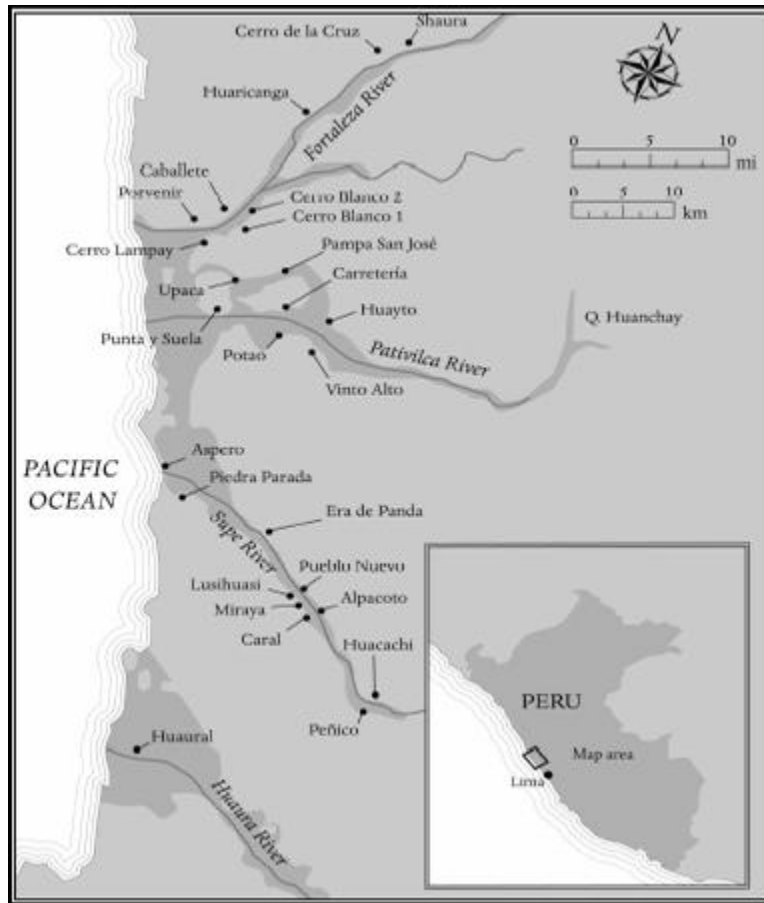 Shaura
Cerro de la Cruz
N
Huaricanga
Fortaleza River
0 5 10
mi
Caballete
0 5 10
km
Porvenir
Cerro Blanco 2
Cerro Blanco 1
Cerro Lampay
Pampa San José
Upaca
Carretería
Huayto
Q. Huanchay
Punta y Suela
Potao
Pativilca River
Vinto Alto
Aspero
PACIFIC
OCEAN
Piedra Parada
Supe River
Era de Panda
Pueblo Nuevo
Lusihuasi
Alpacoto
Miraya
Caral
Huacachi
Peñico
Huaural
Huaura River
PERU
Map area
Lima